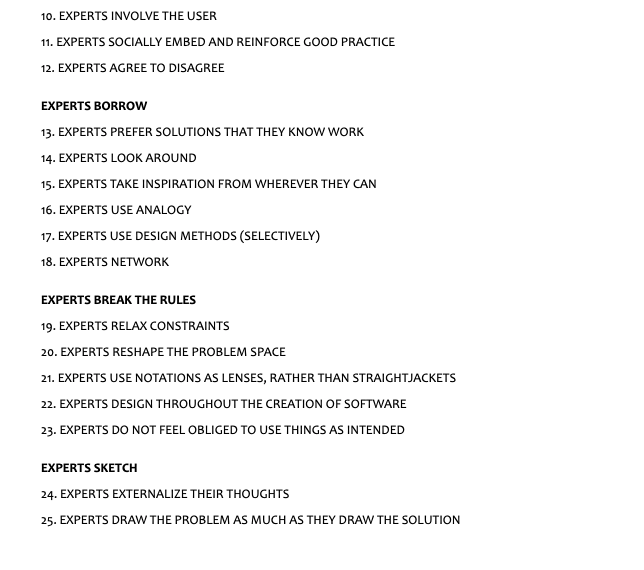 10. EXPERTS INVOLVE THE USER
11. EXPERTS SOCIALLY EMBED AND REINFORCE GOOD PRACTICE
12. EXPERTS AGREE TO DISAGREE
EXPERTS BORROW
13. EXPERTS PREFER SOLUTIONS THAT THEY KNOW WORK
14. EXPERTS LOOK AROUND
15. EXPERTS TAKE INSPIRATION FROM WHEREVER THEY CAN
16. EXPERTS USE ANALOGY
17. EXPERTS USE DESIGN METHODS (SELECTIVELY)
18. EXPERTS NETWORK
EXPERTS BREAK THE RULES
19. EXPERTS RELAX CONSTRAINTS
20. EXPERTS RESHAPE THE PROBLEM SPACE
21. EXPERTS USE NOTATIONS AS LENSES, RATHER THAN STRAIGHTJACKETS
22. EXPERTS DESIGN THROUGHOUT THE CREATION OF SOFTWARE
23. EXPERTS DO NOT FEEL OBLIGED TO USE THINGS AS INTENDED
EXPERTS SKETCH
24. EXPERTS EXTERNALIZE THEIR THOUGHTS
25. EXPERTS DRAW THE PROBLEM AS MUCH AS THEY DRAW THE SOLUTION